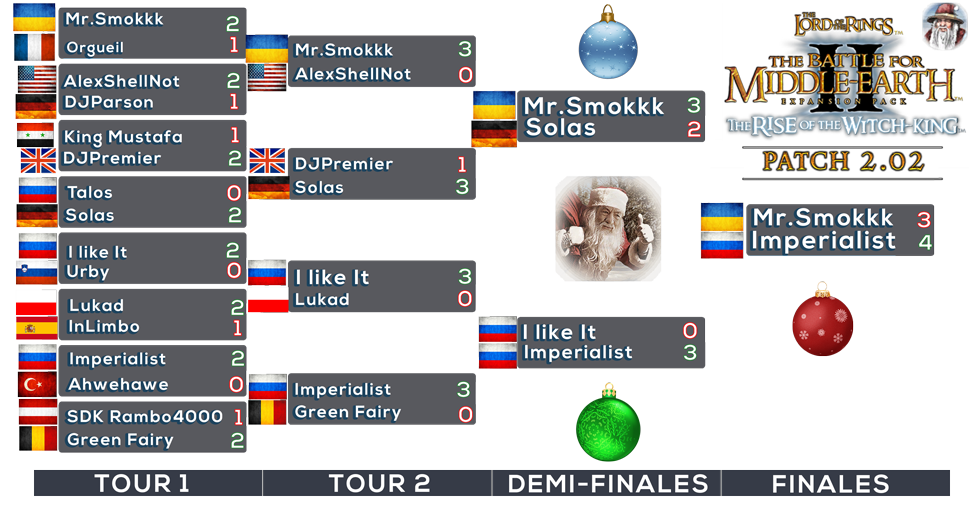 Mr.Smokkk 2
Orgueil 1
AlexShellNot 2
DJParson 1
King Mustafa 1
DJPremier 2
Talos 0
Solas 2
I like It 2
Urby 0
Lukad 2
InLimbo 1
Imperialist 2
Ahwehawe 0
SDK Rambo4000 1
Green Fairy 2
Mr.Smokkk 3
AlexShellNot 0
DJPremier 1
Solas 3
I like It 3
Lukad 0
Imperialist 3
Green Fairy 0
Mr.Smokkk 3
Solas 2
I like It 0
Imperialist 3
THE LORD OF THE RINGS™
II
THE BATTLE FOR
MIDDLE-EARTH™
EXPANSION PACK
THE RISE OF THE WITCH-KING™
PATCH 2.02
Mr.Smokkk 3
Imperialist 4
TOUR 1
TOUR 2
DEMI-FINALES
FINALES